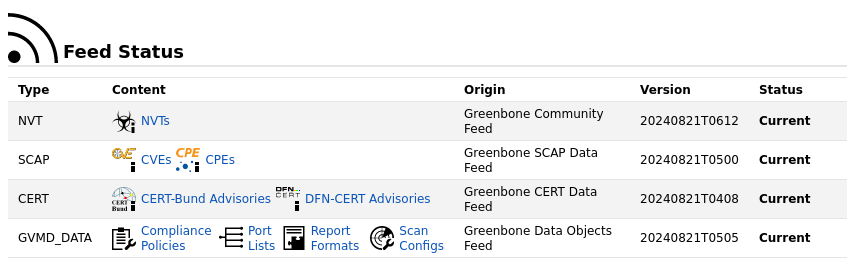 Feed Status
Type Content Origin Version Status
NVT NVTs Greenbone Community Feed 20240821T0612 Current
SCAP CVE CVEs CPE CPEs Greenbone SCAP Data Feed 20240821T0500 Current
CERT CERT Bund CERT-Bund Advisories DFN CERT DFN-CERT Advisories Greenbone CERT Data Feed 20240821T0408 Current
GVMD_DATA Compliance Policies Port Lists Report Formats Scan Configs Greenbone Data Objects Feed 20240821T0505 Current